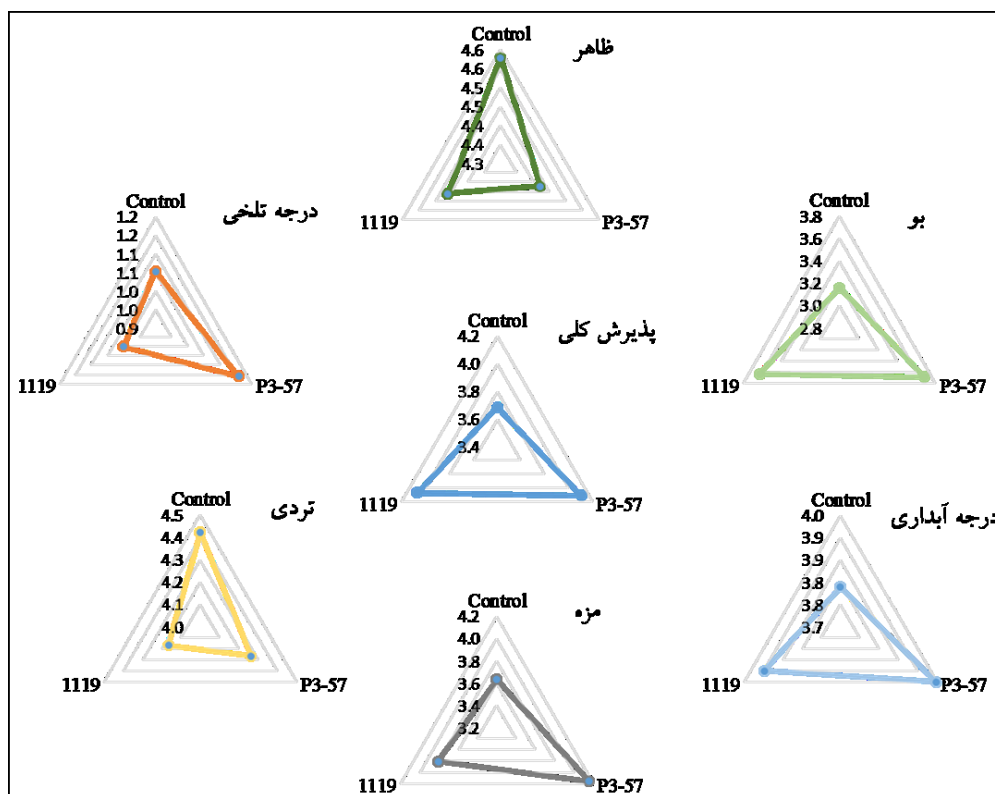 ظاهر
Control
4.6
4.6
4.5
4.5
4.4
4.4
4.3
1119
P3-57
درجه تلخی
Control
1.2
1.2
1.1
1.1
1.0
1.0
0.9
1119
P3-57
بو
Control
3.8
3.6
3.4
3.2
3.0
2.8
1119
P3-57
پذیرش کلی
Control
4.2
4.0
3.8
3.6
3.4
1119
P3-57
تردی
Control
4.5
4.4
4.3
4.2
4.1
4.0
1119
P3-57
درجه آبداری
Control
4.0
3.9
3.9
3.8
3.8
3.7
1119
P3-57
مزه
Control
4.2
4.0
3.8
3.6
3.4
3.2
1119
P3-57